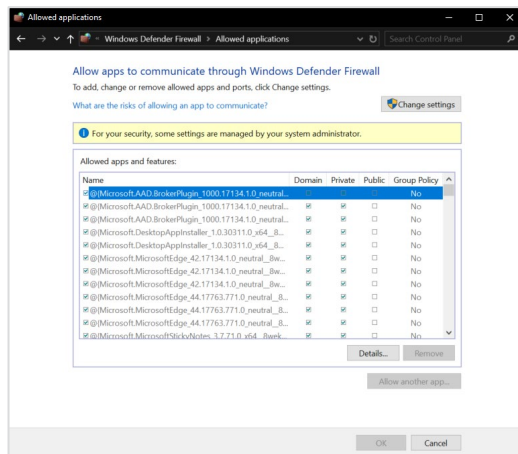 Allowed applications
Windows Defender Firewall > Allowed applications
Search Control Panel
Allow apps to communicate through Windows Defender Firewall
To add, change or remove allowed apps and ports, click Change settings.
What are the risks of allowing an app to communicate?
Change settings
For your security, some settings are managed by your system administrator.
Allowed apps and features:
Name Domain Private Public Group Policy
@{Microsoft.AAD.BrokerPlugin_1000.17134.1.0_neutral... No
@{Microsoft.AAD.BrokerPlugin_1000.17134.1.0_neutral... No
@{Microsoft.AAD.BrokerPlugin_1000.17134.1.0_neutral... No
@{Microsoft.DesktopAppInstaller_1.0.30311.0_x64__8... No
@{Microsoft.DesktopAppInstaller_1.0.30311.0_x64__8... No
@{Microsoft.MicrosoftEdge_42.17134.1.0_neutral__8w... No
@{Microsoft.MicrosoftEdge_42.17134.1.0_neutral__8w... No
@{Microsoft.MicrosoftEdge_42.17134.1.0_neutral__8w... No
@{Microsoft.MicrosoftEdge_44.17763.771.0_neutral__8... No
@{Microsoft.MicrosoftEdge_44.17763.771.0_neutral__8... No
@{Microsoft.MicrosoftEdge_44.17763.771.0_neutral__8... No
@{Microsoft.MicrosoftStickyNotes_3.7.71.0_x64__8wek... No
Details... Remove
Allow another app...
OK Cancel